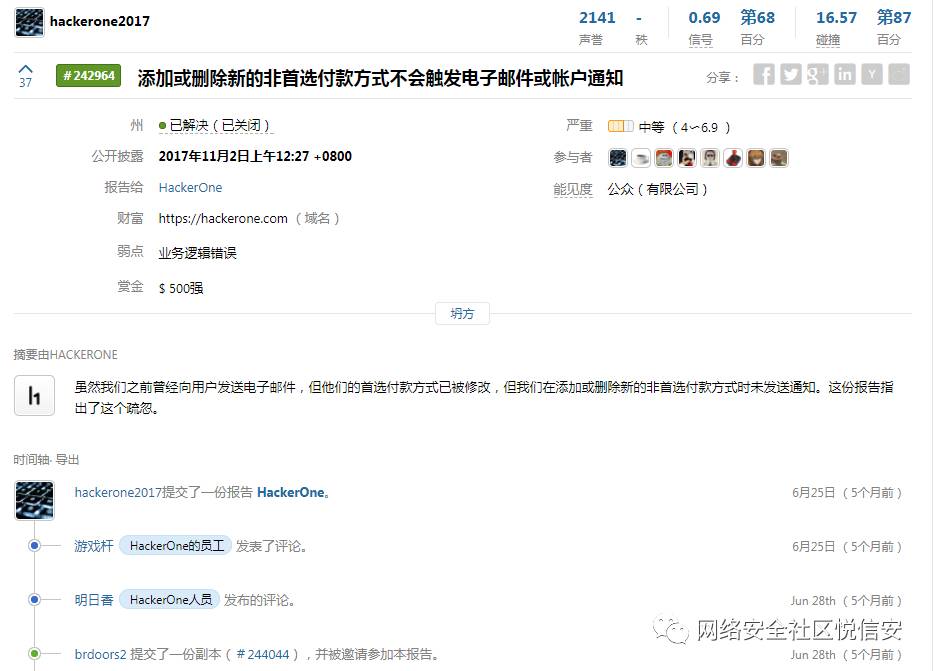 hackerone2017
2141 - 0.69 第68 16.57 第87
声誉 秩 信号 百分 碰撞 百分
37 #242964 添加或删除新的非首选付款方式不会触发电子邮件或帐户通知 分享：
州 已解决（已关闭）
严重 中等（4～6.9 ）
公开披露 2017年11月2日上午12:27 +0800
参与者
报告给 HackerOne
能见度 公众（有限公司）
财富 https://hackerone.com （域名）
弱点 业务逻辑错误
赏金 $ 500强
坍方
摘要由HACKERONE
虽然我们之前曾经向用户发送电子邮件，但他们的首选付款方式已被修改，但我们在添加或删除新的非首选付款方式时未发送通知。这份报告指
出了这个疏忽。
时间轴· 导出
hackerone2017提交了一份报告 HackerOne。 6月25日（5个月前）
游戏杆 HackerOne的员工 发表了评论。 6月25日（5个月前）
明日香 HackerOne人员 发布的评论。 Jun 28th （5个月前）
网络安全社区悦信安
brdoors2 提交了一份副本（#244044），并被邀请参加本报告。 Jun 28th （5个月前）